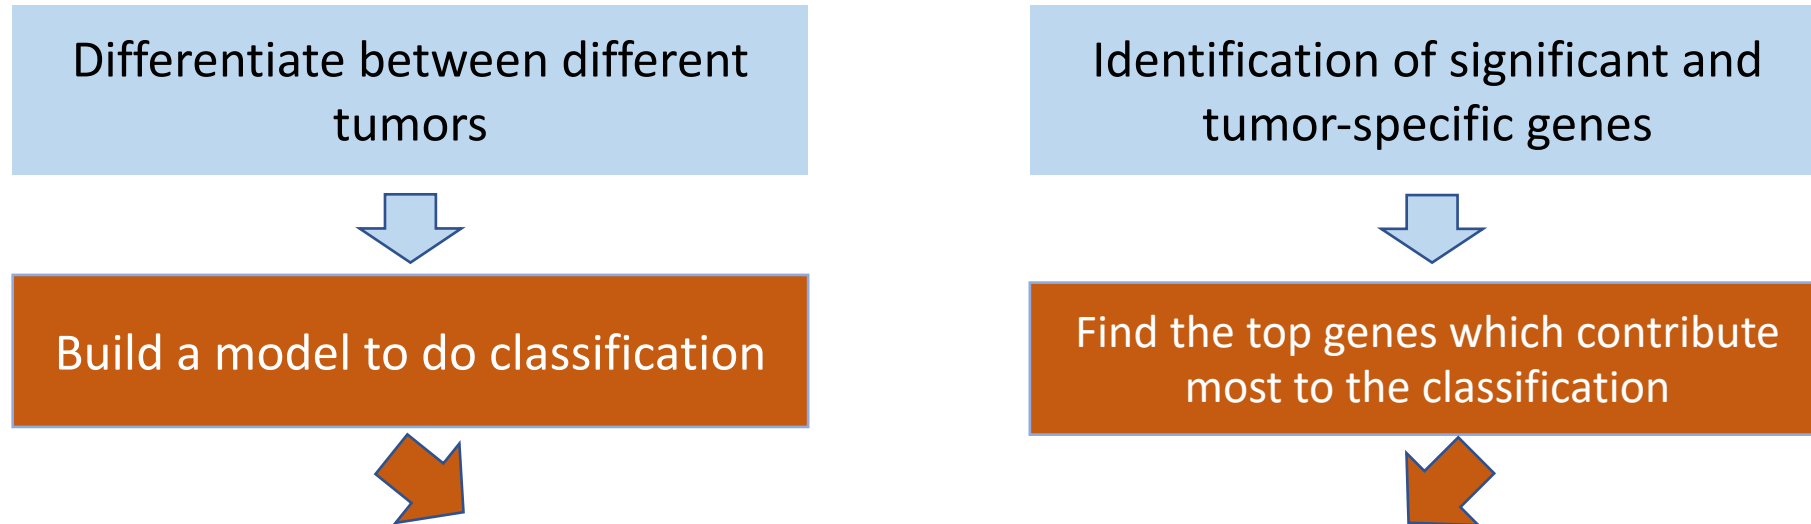 Differentiate between different
tumors
Identification of significant and
tumor-specific genes
Build a model to do classification
Find the top genes which contribute
most to the classification